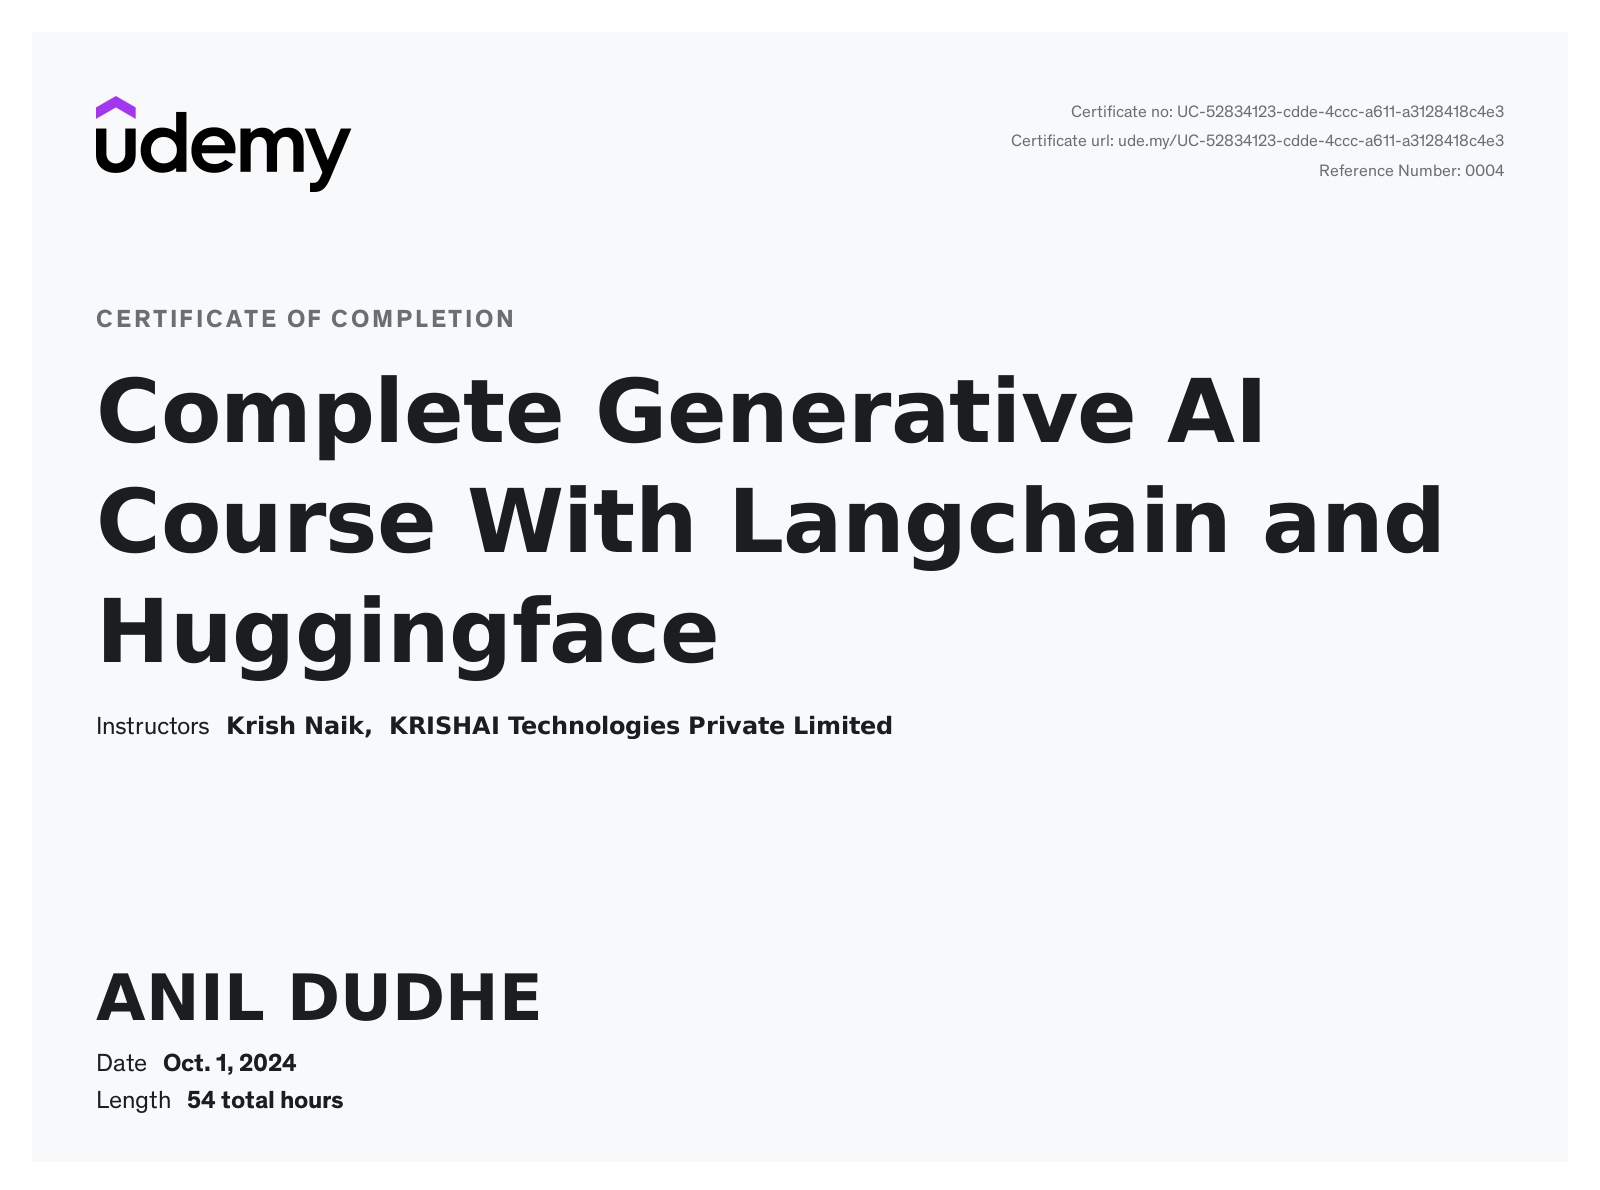 udemy
Certificate no: UC-52834123-cdde-4ccc-a611-a3128418c4e3
Certificate url: ude.my/UC-52834123-cdde-4ccc-a611-a3128418c4e3
Reference Number: 0004
CERTIFICATE OF COMPLETION
Complete Generative AI
Course With Langchain and
Huggingface
Instructors Krish Naik, KRISHAI Technologies Private Limited
ANIL DUDHE
Date Oct. 1, 2024
Length 54 total hours